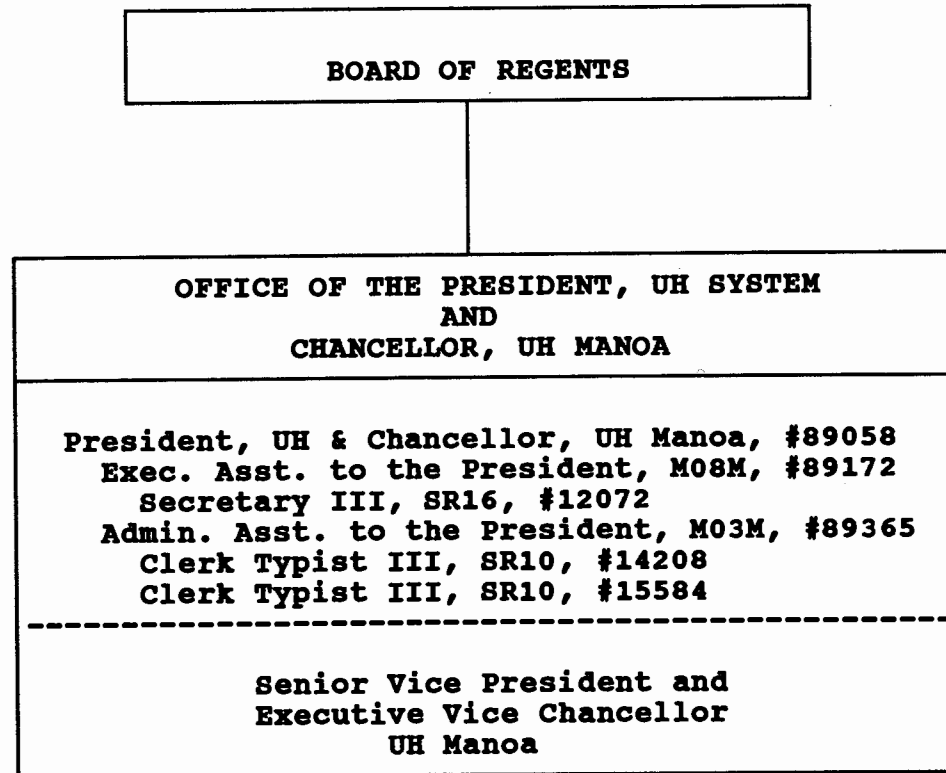 BOARD OF REGENTS
OFFICE OF THE PRESIDENT, UH SYSTEM
AND
CHANCELLOR, UH MANOA
President, UH & Chancellor, UH Manoa, #89058
Exec. Asst. to the President, M08M, #89172
Secretary III, SR16, #12072
Admin. Asst. to the President, M03M, #89365
Clerk Typist III, SR10, #14208
Clerk Typist III, SR10, #15584
Senior Vice President and
Executive Vice Chancellor
UH Manoa